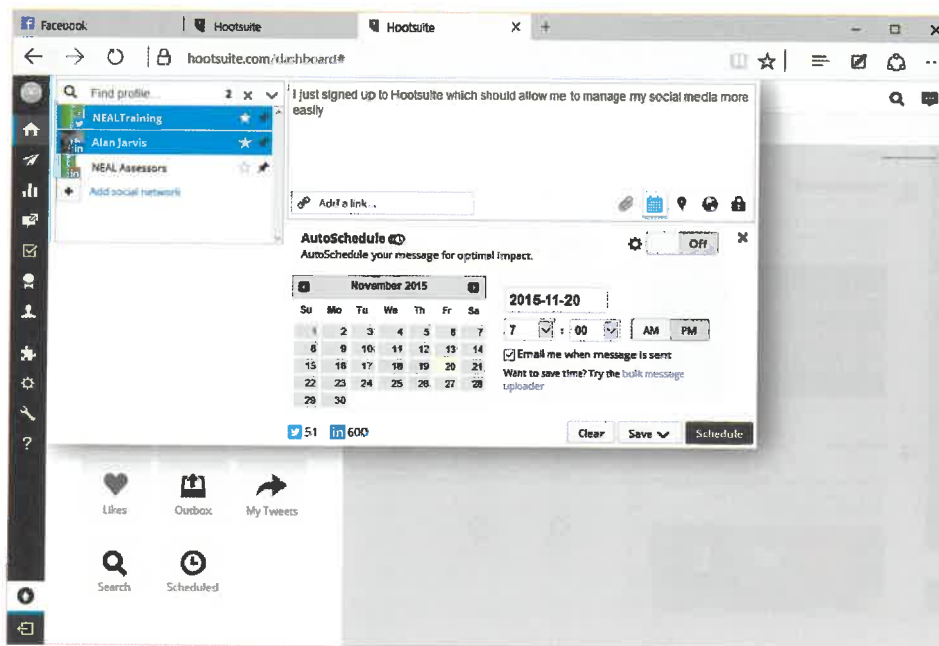 Facebook
Hootsuite
Hootsuite
hootsuite.com/dashboard#
Find profile...
2
NEALTraining
Alan Jarvis
NEAL Assessors
Add social network
I just signed up to Hootsuite which should allow me to manage my social media more
easily
Add a link...
AutoSchedule
AutoSchedule your message for optimal impact.
Off
November 2015
Su Mo Tu We Th Fr Sa
1 2 3 4 5 6 7
8 9 10 11 12 13 14
15 16 17 18 19 20 21
22 23 24 25 26 27 28
29 30
2015-11-20
7 : 00 AM PM
Email me when message is sent
Want to save time? Try the bulk message
uploader
51 in 600
Clear Save Schedule
Likes Outbox My Tweets
Search Scheduled